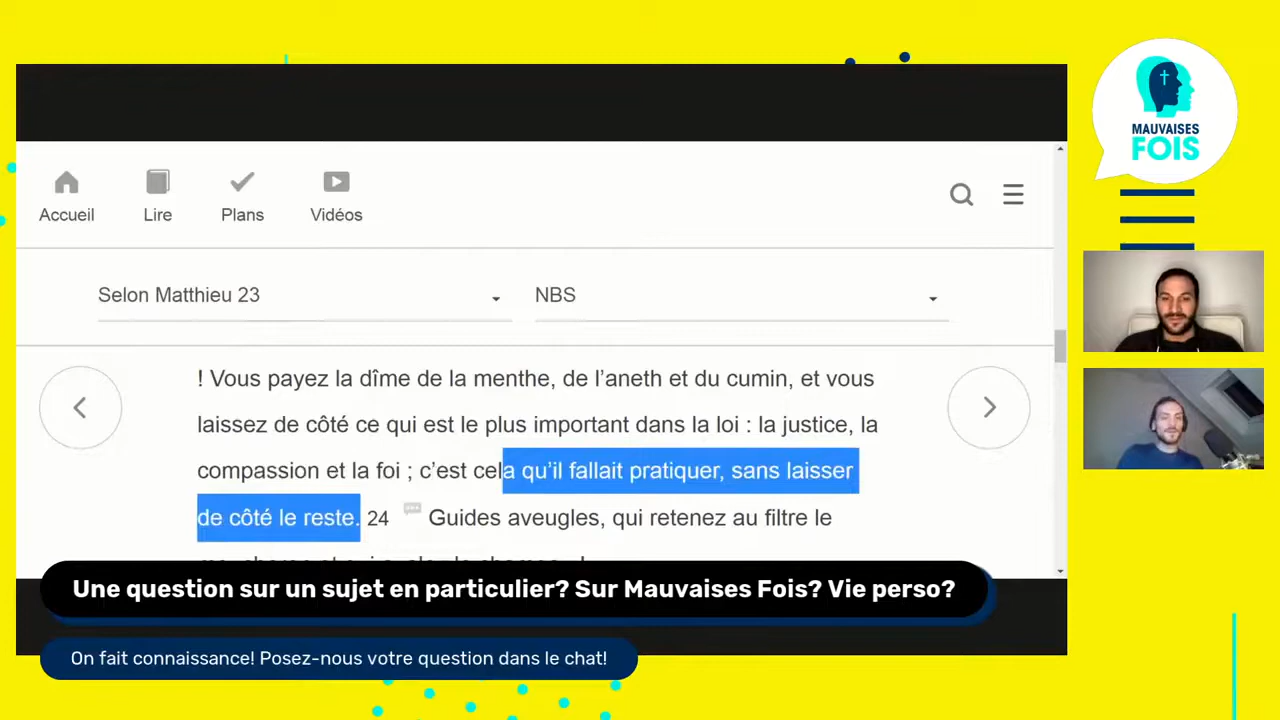 MAUVAISES
FOIS
Accueil
Lire
Plans
Vidéos
Selon Matthieu 23
NBS
! Vous payez la dîme de la menthe, de l’aneth et du cumin, et vous
laissez de côté ce qui est le plus important dans la loi : la justice, la
compassion et la foi ; c’est cela qu’il fallait pratiquer, sans laisser
de côté le reste. 24 Guides aveugles, qui retenez au filtre le
Une question sur un sujet en particulier? Sur Mauvaises Fois? Vie perso?
On fait connaissance! Posez-nous votre question dans le chat!